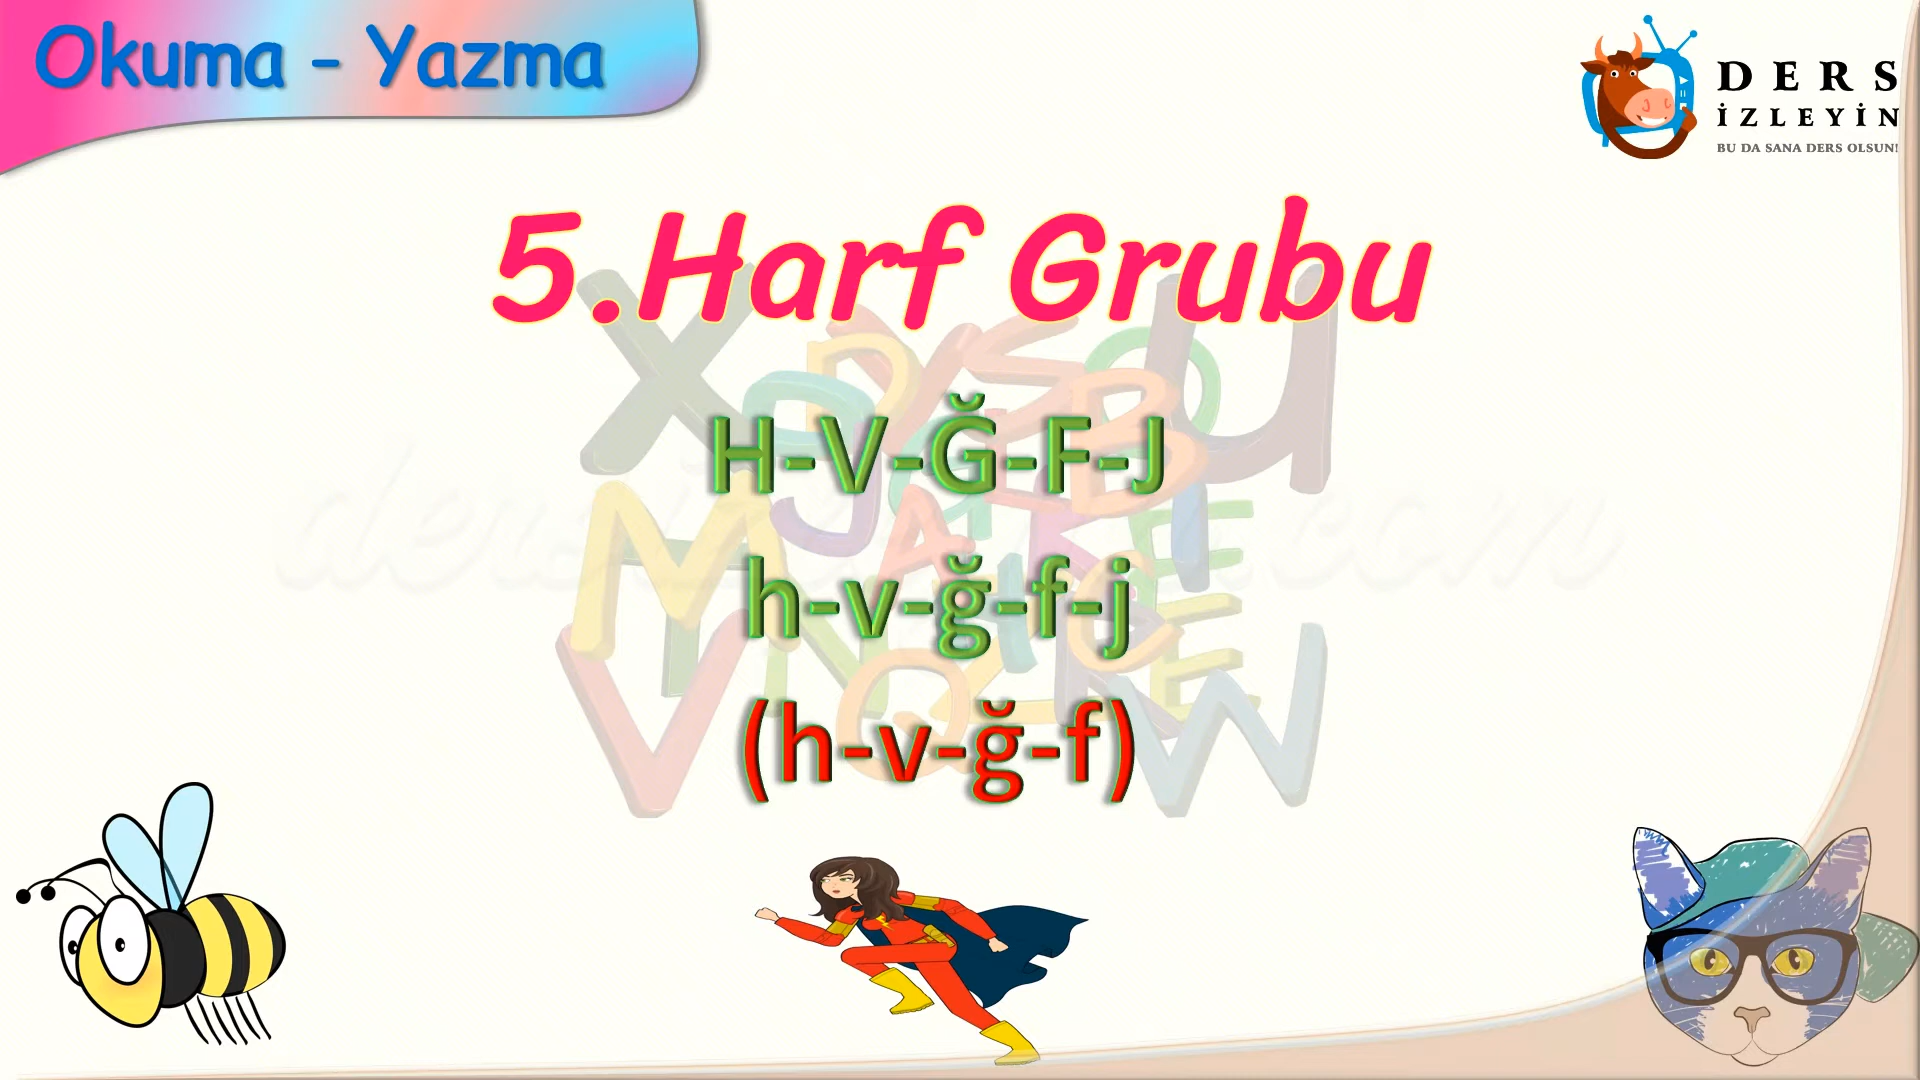 Okuma - Yazma
DERS
İZLEYİN
BU DA SANA DERS OLSUN!
5.Harf Grubu
H-V-Ğ-F-J
h-v-ğ-f-j
(h-v-ğ-f)